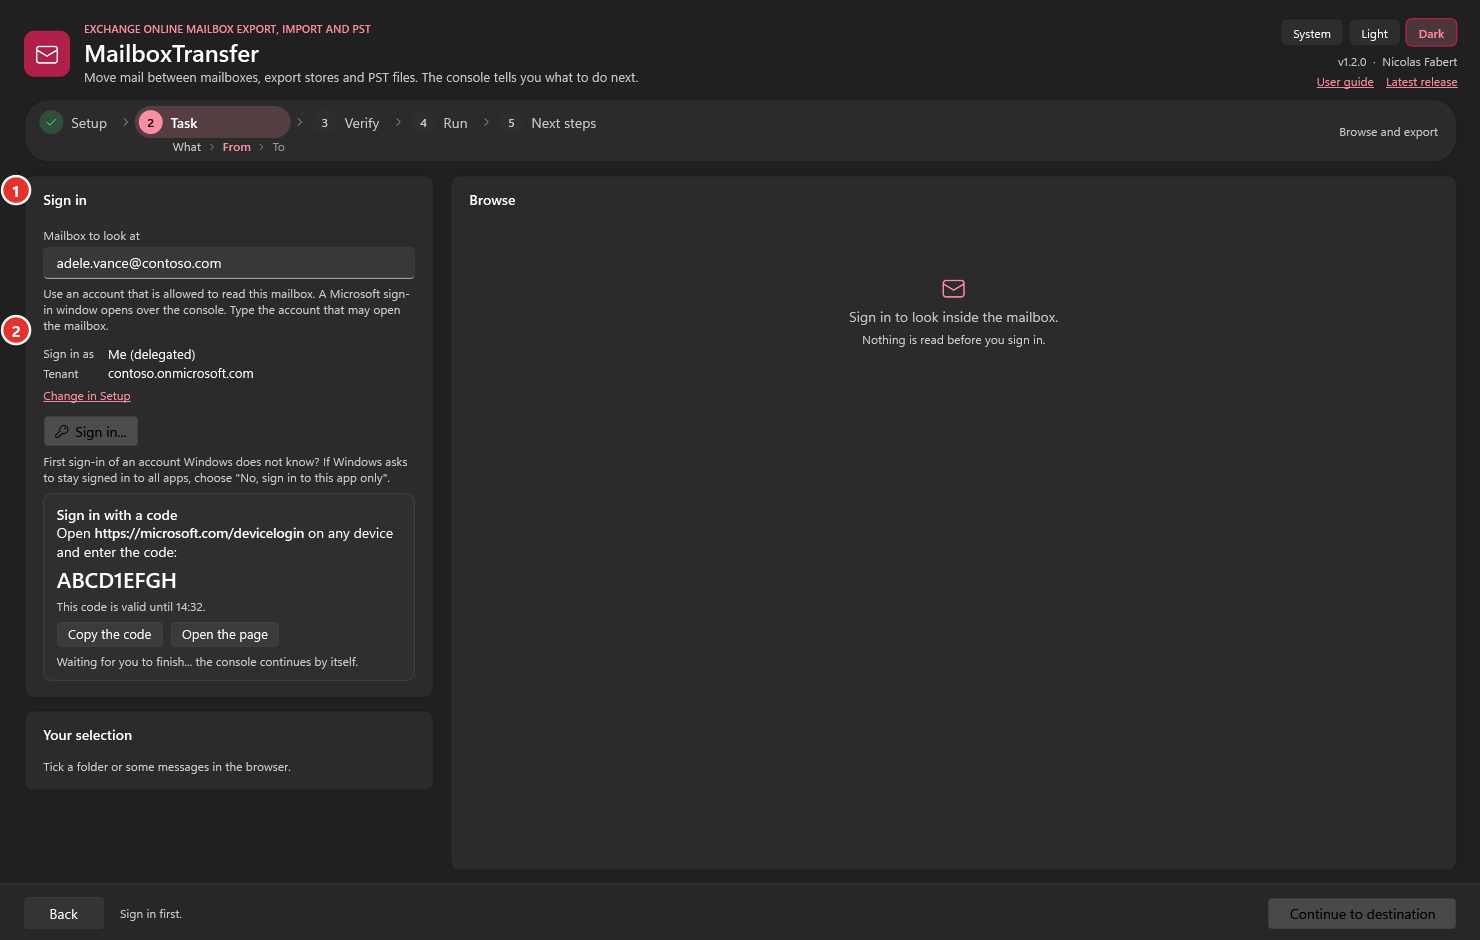 EXCHANGE ONLINE MAILBOX EXPORT, IMPORT AND PST
MailboxTransfer
Move mail between mailboxes, export stores and PST files. The console tells you what to do next.
System Light Dark
v1.2.0 · Nicolas Fabert
User guide Latest release
Setup 2 Task 3 Verify 4 Run 5 Next steps
What From To
Browse and export
1
Sign in
Mailbox to look at
adele.vance@contoso.com
Use an account that is allowed to read this mailbox. A Microsoft sign-
in window opens over the console. Type the account that may open
the mailbox.
2
Sign in as Me (delegated)
Tenant contoso.onmicrosoft.com
Change in Setup
Sign in...
First sign-in of an account Windows does not know? If Windows asks
to stay signed in to all apps, choose "No, sign in to this app only".
Sign in with a code
Open https://microsoft.com/devicelogin on any device
and enter the code:
ABCD1EFGH
This code is valid until 14:32.
Copy the code Open the page
Waiting for you to finish... the console continues by itself.
Your selection
Tick a folder or some messages in the browser.
Browse
Sign in to look inside the mailbox.
Nothing is read before you sign in.
Back Sign in first.
Continue to destination